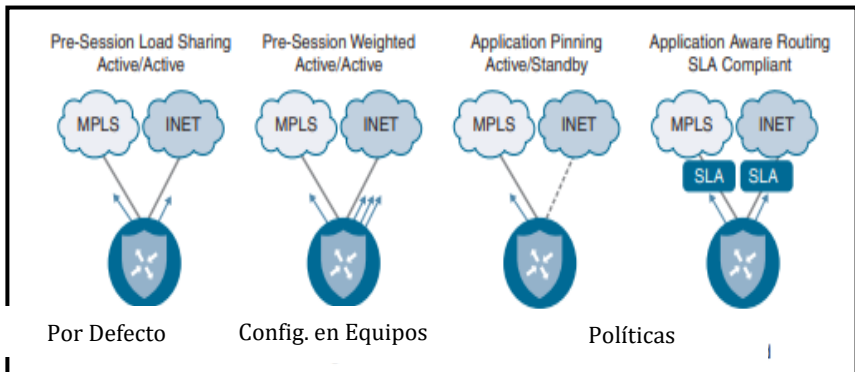 Pre-Session Load Sharing
Active/Active
Pre-Session Weighted
Active/Active
Application Pinning
Active/Standby
Application Aware Routing
SLA Compliant
MPLS
INET
MPLS
INET
MPLS
INET
MPLS
INET
SLA
SLA
Por Defecto
Config. en Equipos
Políticas